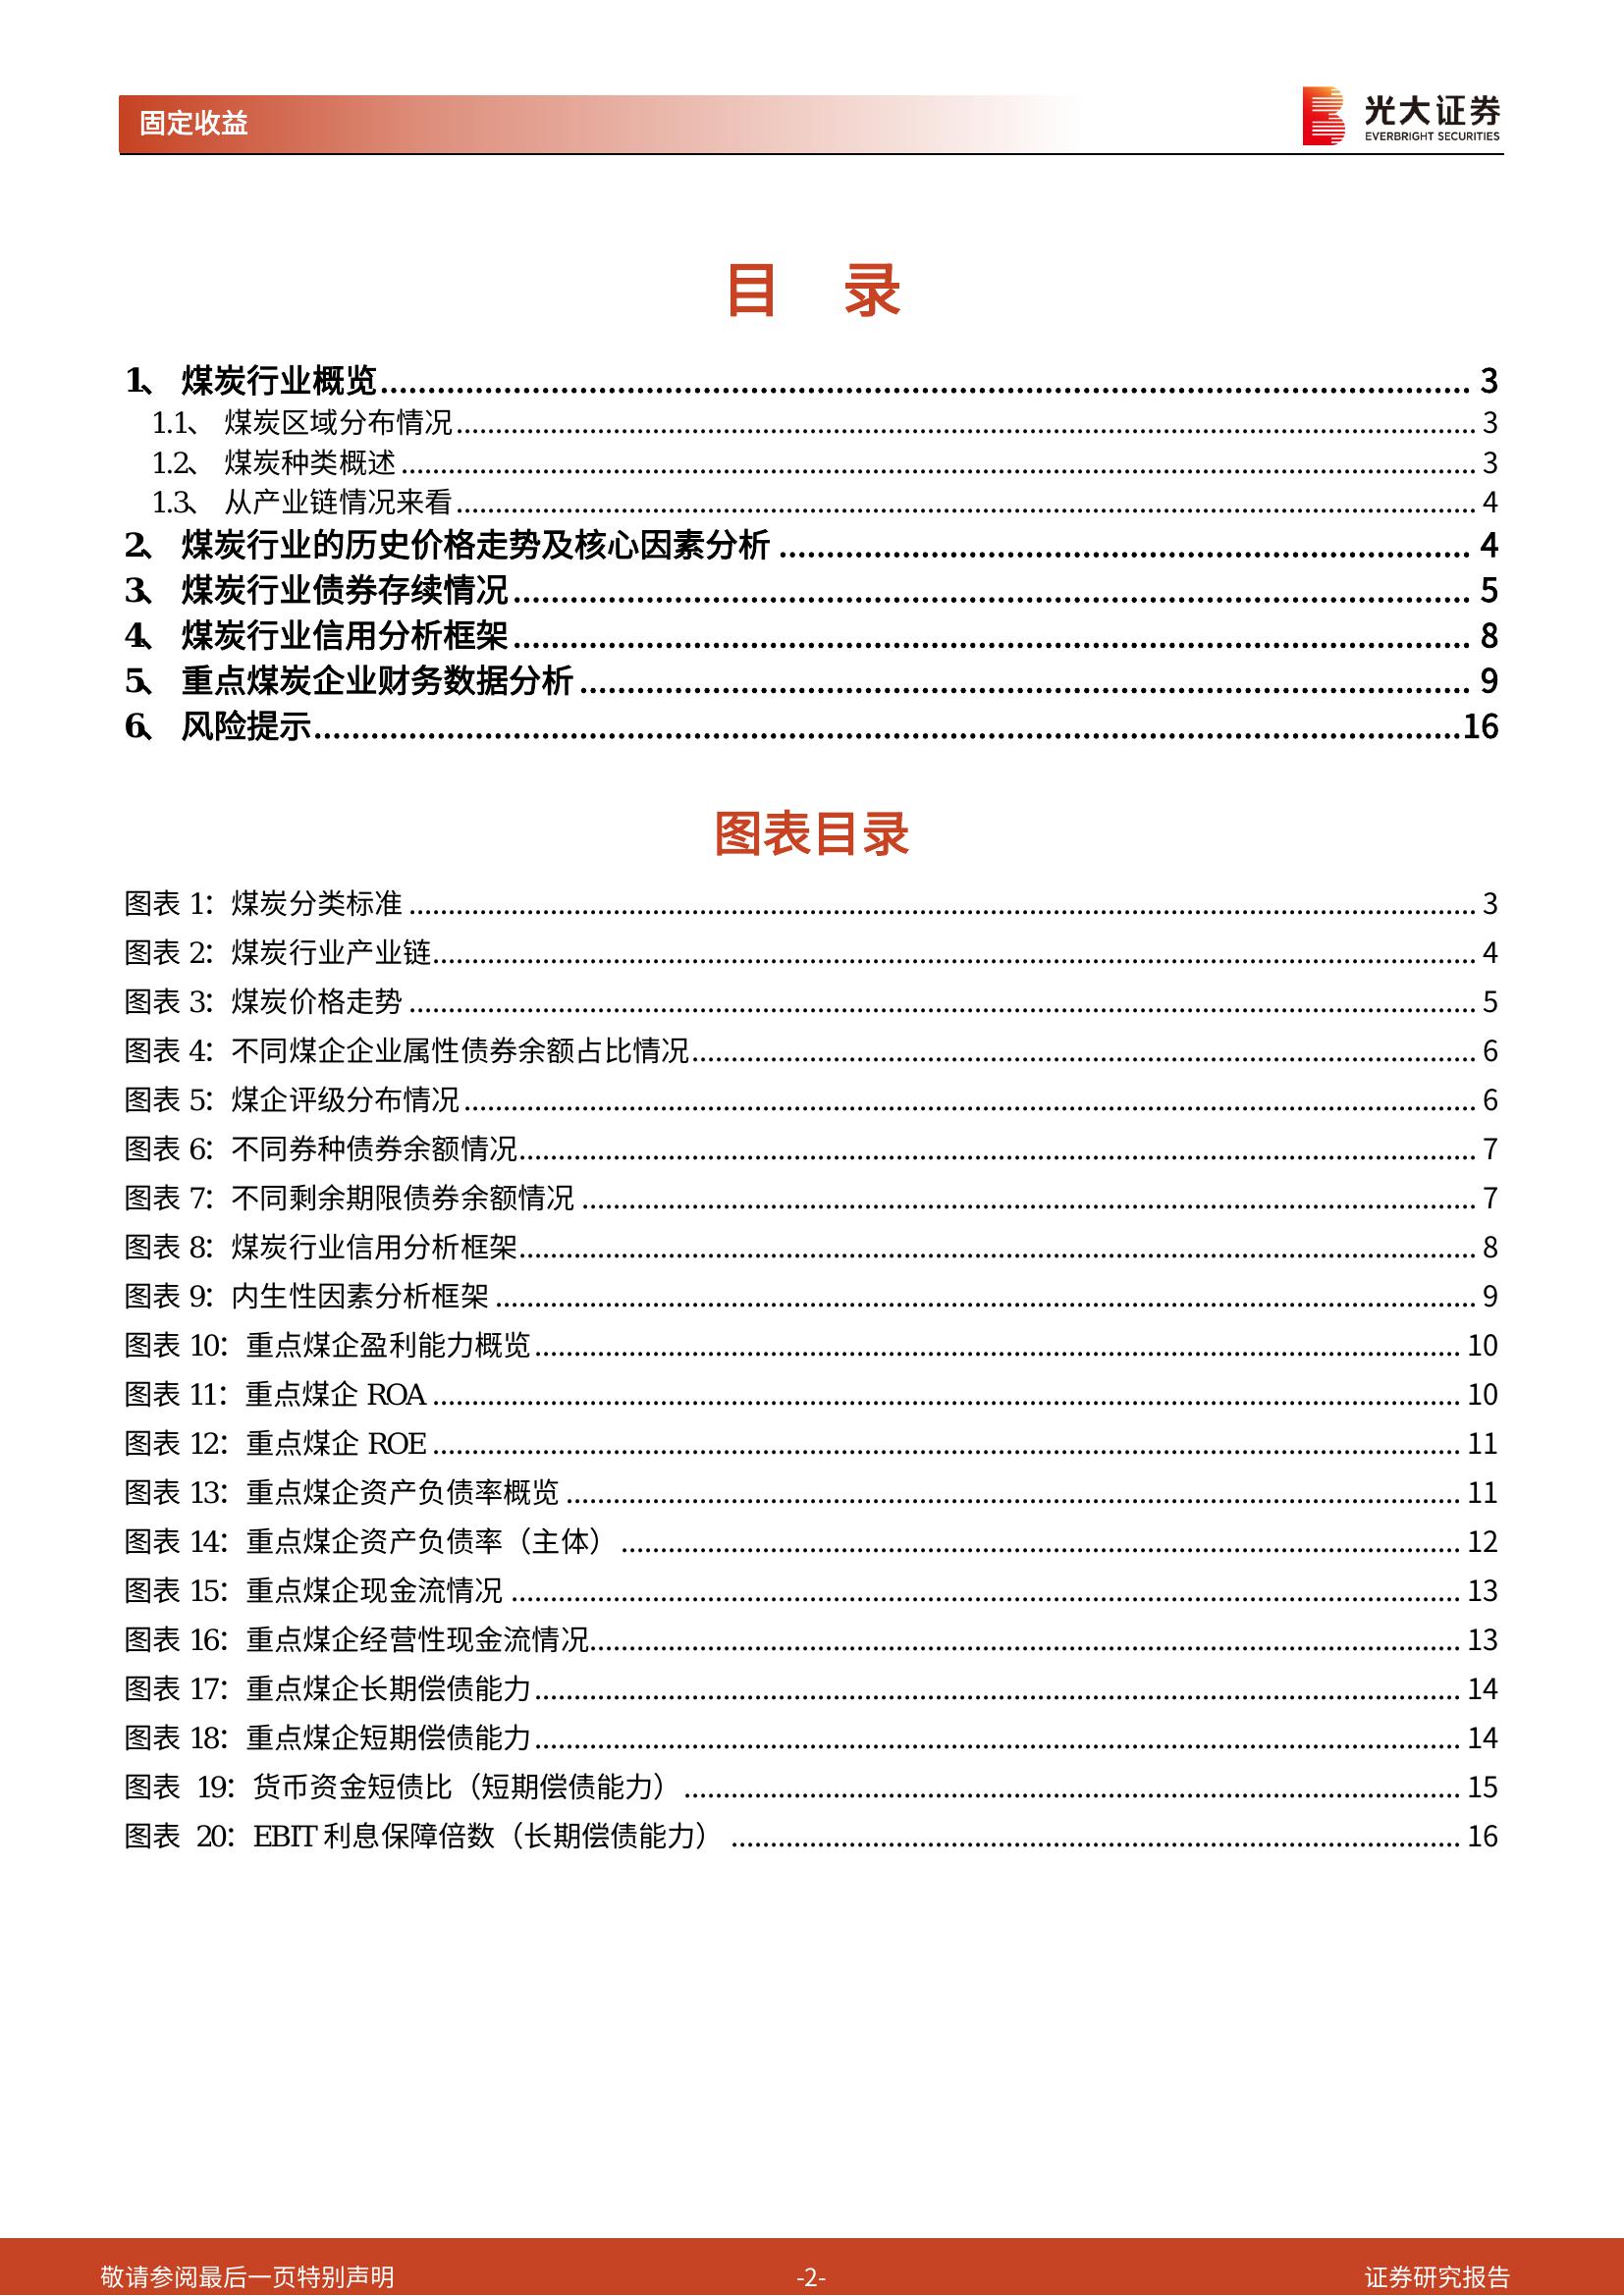 固定收益
光大证券
EVERBRIGHT SECURITIES
目 录
1、 煤炭行业概览 3
1.1、 煤炭区域分布情况 3
1.2、 煤炭种类概述 3
1.3、 从产业链情况来看 4
2、 煤炭行业的历史价格走势及核心因素分析 4
3、 煤炭行业债券存续情况 5
4、 煤炭行业信用分析框架 8
5、 重点煤炭企业财务数据分析 9
6、 风险提示 16
图表目录
图表 1：煤炭分类标准 3
图表 2：煤炭行业产业链 4
图表 3：煤炭价格走势 5
图表 4：不同煤企企业属性债券余额占比情况 6
图表 5：煤企评级分布情况 6
图表 6：不同券种债券余额情况 7
图表 7：不同剩余期限债券余额情况 7
图表 8：煤炭行业信用分析框架 8
图表 9：内生性因素分析框架 9
图表 10：重点煤企盈利能力概览 10
图表 11：重点煤企 ROA 10
图表 12：重点煤企 ROE 11
图表 13：重点煤企资产负债率概览 11
图表 14：重点煤企资产负债率（主体） 12
图表 15：重点煤企现金流情况 13
图表 16：重点煤企经营性现金流情况 13
图表 17：重点煤企长期偿债能力 14
图表 18：重点煤企短期偿债能力 14
图表 19：货币资金短债比（短期偿债能力） 15
图表 20：EBIT 利息保障倍数（长期偿债能力） 16
敬请参阅最后一页特别声明
-2-
证券研究报告